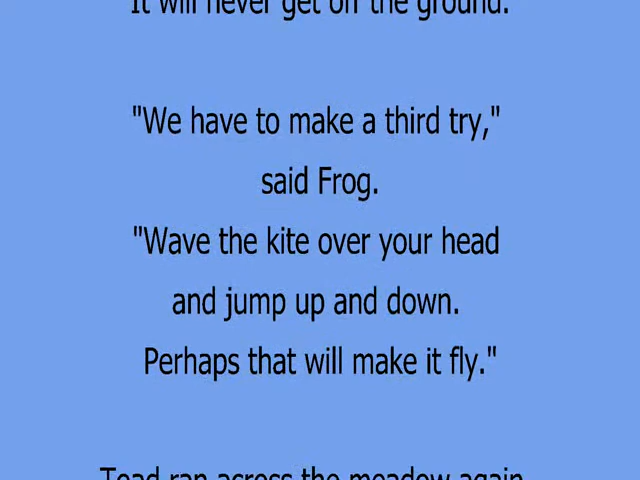 It will never get off the ground.
"We have to make a third try,"
said Frog.
"Wave the kite over your head
and jump up and down.
Perhaps that will make it fly."
Toad ran across the meadow again